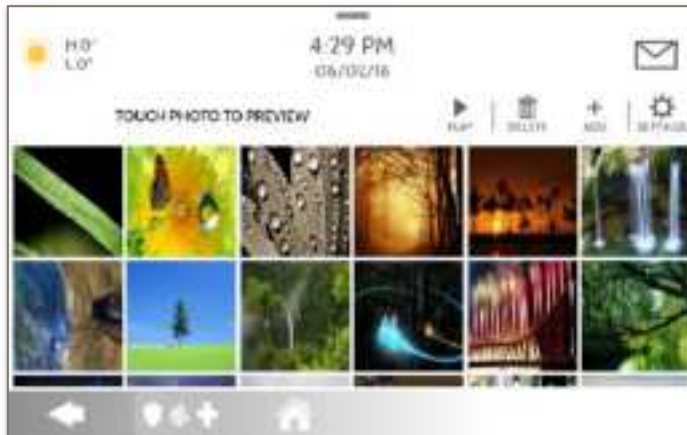 H 0°
L 0°
4:29 PM
06/02/16
TOUCH PHOTO TO PREVIEW
PLAY
DELETE
ADD
SETTINGS